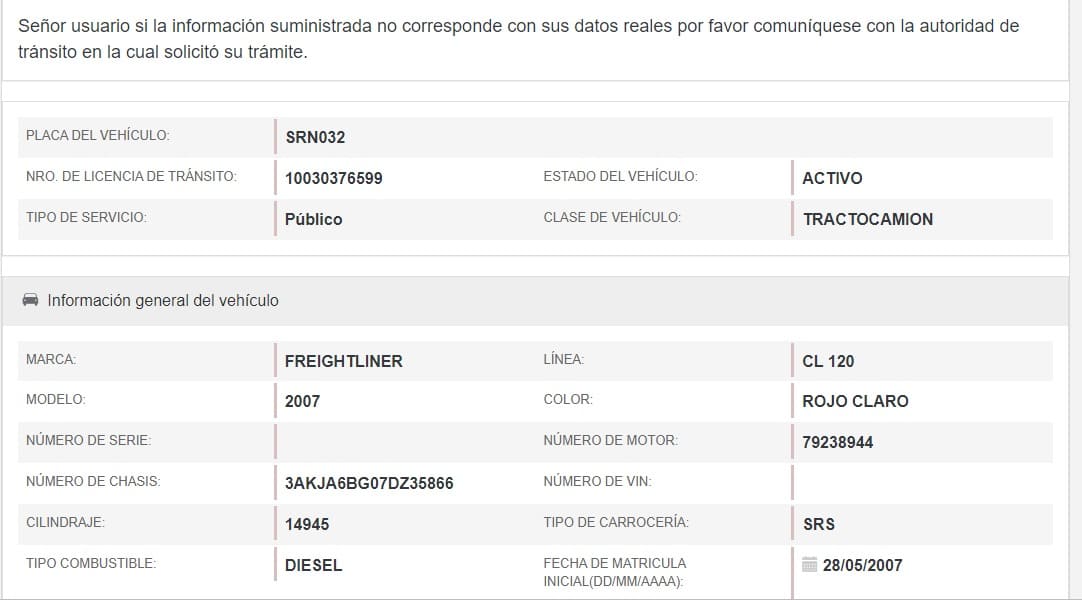 Señor usuario si la información suministrada no corresponde con sus datos reales por favor comuníquese con la autoridad de
tránsito en la cual solicitó su trámite.
PLACA DEL VEHÍCULO: SRN032
NRO. DE LICENCIA DE TRÁNSITO: 10030376599 ESTADO DEL VEHÍCULO: ACTIVO
TIPO DE SERVICIO: Público CLASE DE VEHÍCULO: TRACTOCAMION
Información general del vehículo
MARCA: FREIGHTLINER LÍNEA: CL 120
MODELO: 2007 COLOR: ROJO CLARO
NÚMERO DE SERIE: NÚMERO DE MOTOR: 79238944
NÚMERO DE CHASIS: 3AKJA6BG07DZ35866 NÚMERO DE VIN:
CILINDRAJE: 14945 TIPO DE CARROCERÍA: SRS
TIPO COMBUSTIBLE: DIESEL FECHA DE MATRICULA
INICIAL(DD/MM/AAAA): 28/05/2007